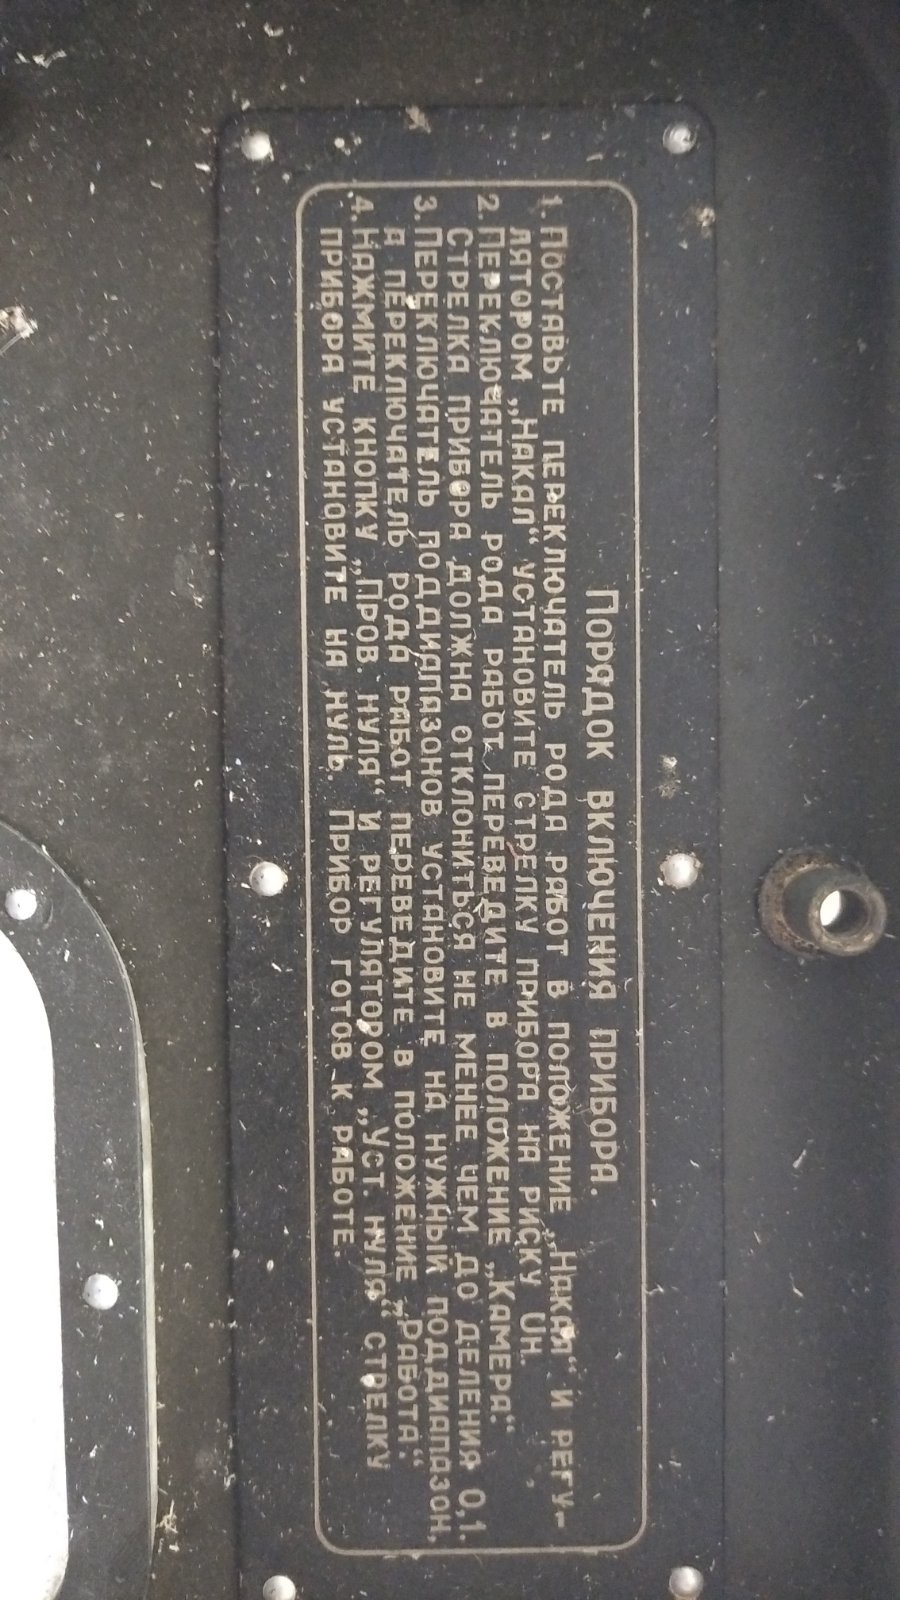 Порядок включения прибора.
1. Поставьте переключатель рода работ в положение „Накал“ и регу-
лятором „Накал“ установите стрелку прибора на риску Uн.
2. Переключатель рода работ переведите в положение „Камера“.
Стрелка прибора должна отклониться не менее чем до деления 0,1.
3. Переключатель поддиапазонов установите на нужный поддиапазон,
а переключатель рода работ переведите в положение „Работа“.
4. Нажмите кнопку „Пров. нуля“ и регулятором „Уст. нуля“ стрелку
прибора установите на нуль. Прибор готов к работе.